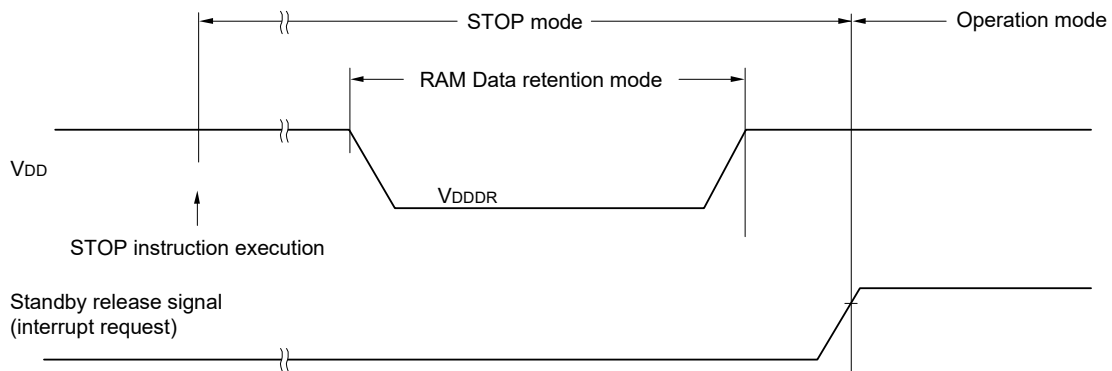 STOP mode
Operation mode
RAM Data retention mode
VDD
VDDDR
STOP instruction execution
Standby release signal
(interrupt request)